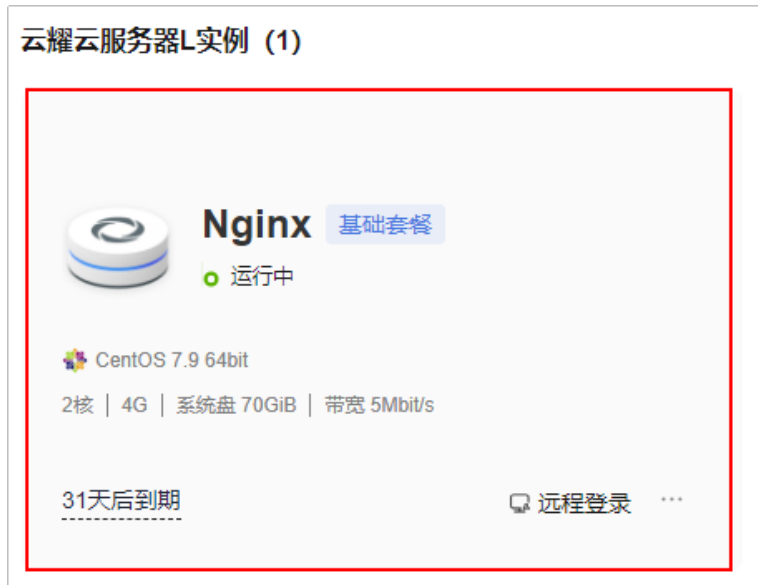 云耀云服务器L实例（1）
Nginx 基础套餐
运行中
CentOS 7.9 64bit
2核 | 4G | 系统盘 70GiB | 带宽 5Mbit/s
31天后到期 远程登录 ···